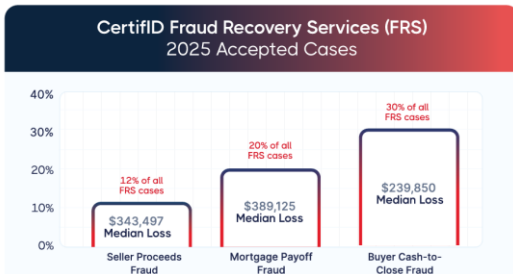 CertifID Fraud Recovery Services (FRS)
2025 Accepted Cases
40%
30%
20%
10%
0%
12% of all
FRS cases
$343,497
Median Loss
Seller Proceeds
Fraud
20% of all
FRS cases
$389,125
Median Loss
Mortgage Payoff
Fraud
30% of all
FRS cases
$239,850
Median Loss
Buyer Cash-to-
Close Fraud